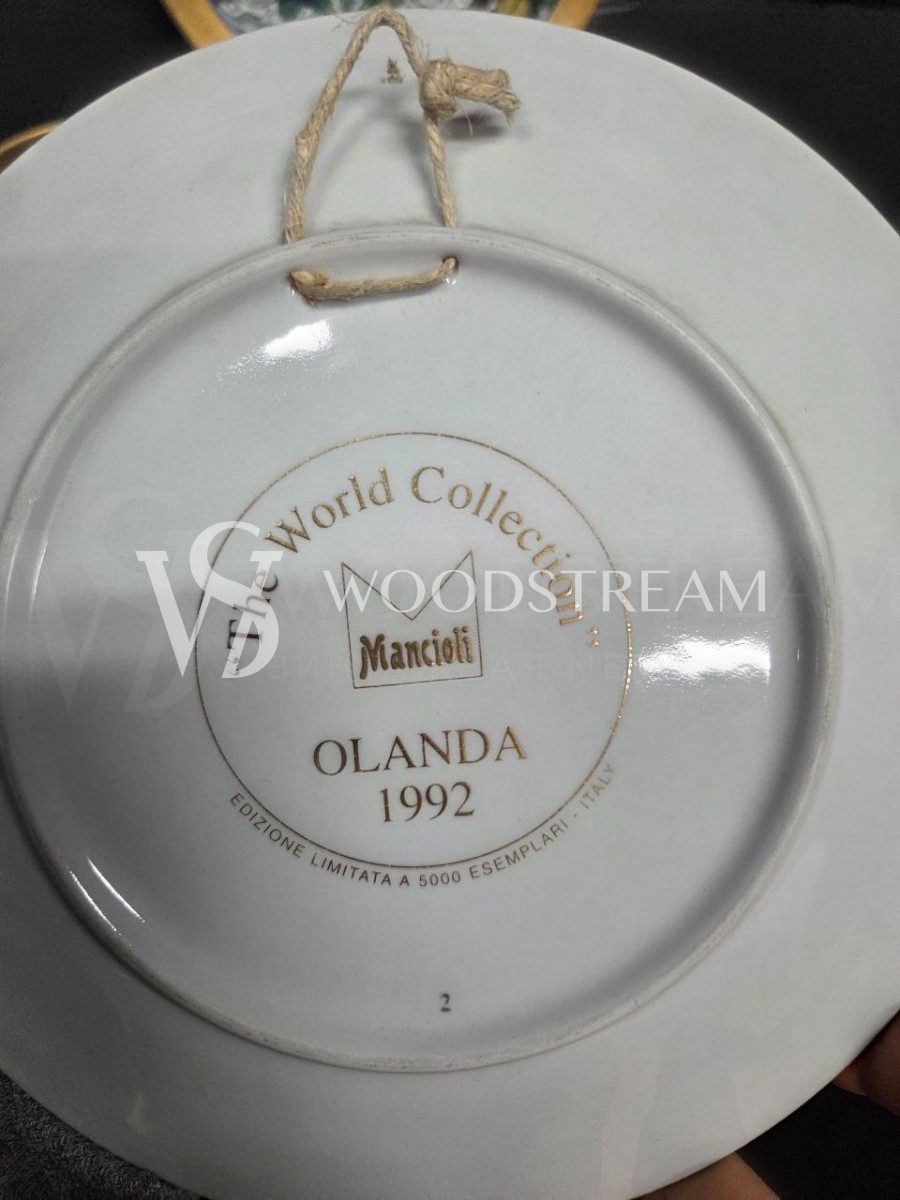 "The World Collection"
Mancioli
OLANDA
1992
EDIZIONE LIMITATA A 5000 ESEMPLARI · ITALY
2
WOODSTREAM